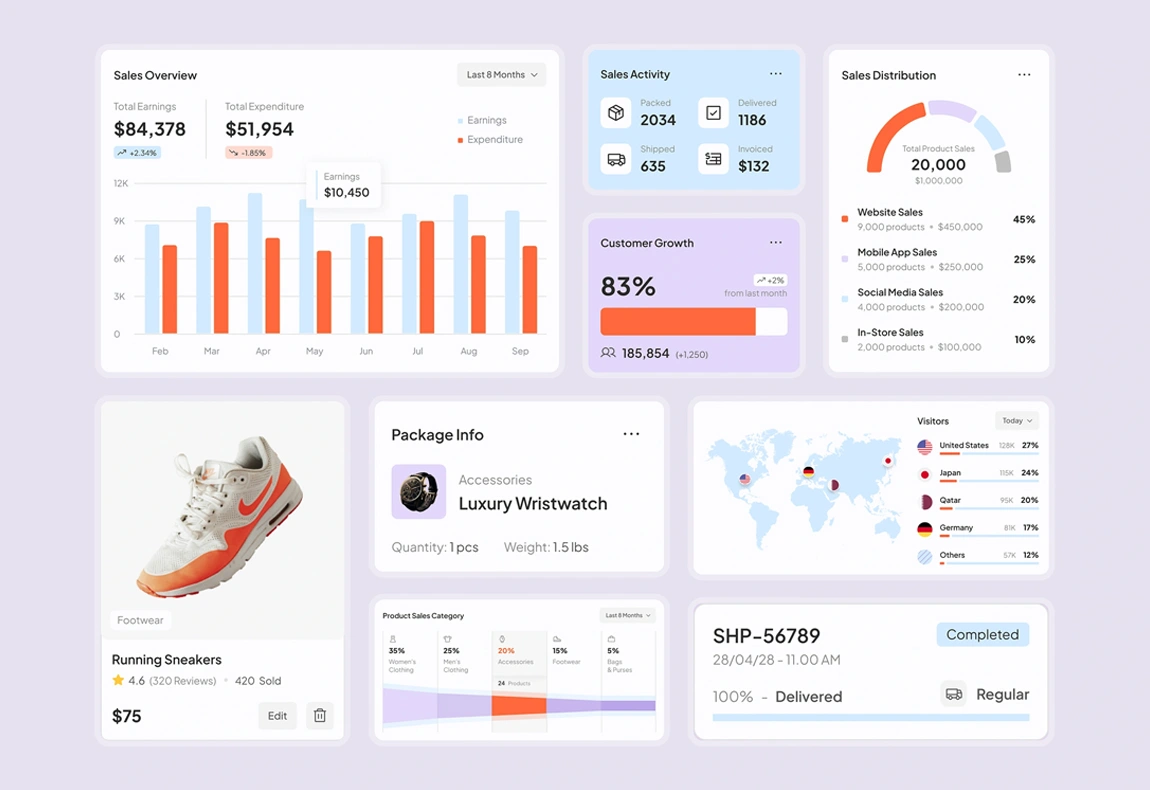 Sales Overview
Last 8 Months
Total Earnings
$84,378
+2.34%
Total Expenditure
$51,954
-1.85%
Earnings
Expenditure
Earnings
$10,450
12K
9K
6K
3K
0
Feb Mar Apr May Jun Jul Aug Sep
Sales Activity
Packed
2034
Delivered
1186
Shipped
635
Invoiced
$132
Customer Growth
83%
+2%
from last month
185,854 (+1,250)
Sales Distribution
Total Product Sales
20,000
$1,000,000
Website Sales
9,000 products • $450,000
45%
Mobile App Sales
5,000 products • $250,000
25%
Social Media Sales
4,000 products • $200,000
20%
In-Store Sales
2,000 products • $100,000
10%
Footwear
Running Sneakers
4.6 (320 Reviews) • 420 Sold
$75
Edit
Package Info
Accessories
Luxury Wristwatch
Quantity: 1 pcs Weight: 1.5 lbs
Visitors
Today
United States 128K 27%
Japan 115K 24%
Qatar 95K 20%
Germany 81K 17%
Others 57K 12%
Product Sales Category
Last 8 Months
35%
Women's
Clothing
25%
Men's
Clothing
20%
Accessories
24 Products
15%
Footwear
5%
Bags
& Purses
SHP-56789
Completed
28/04/28 - 11.00 AM
100% - Delivered
Regular